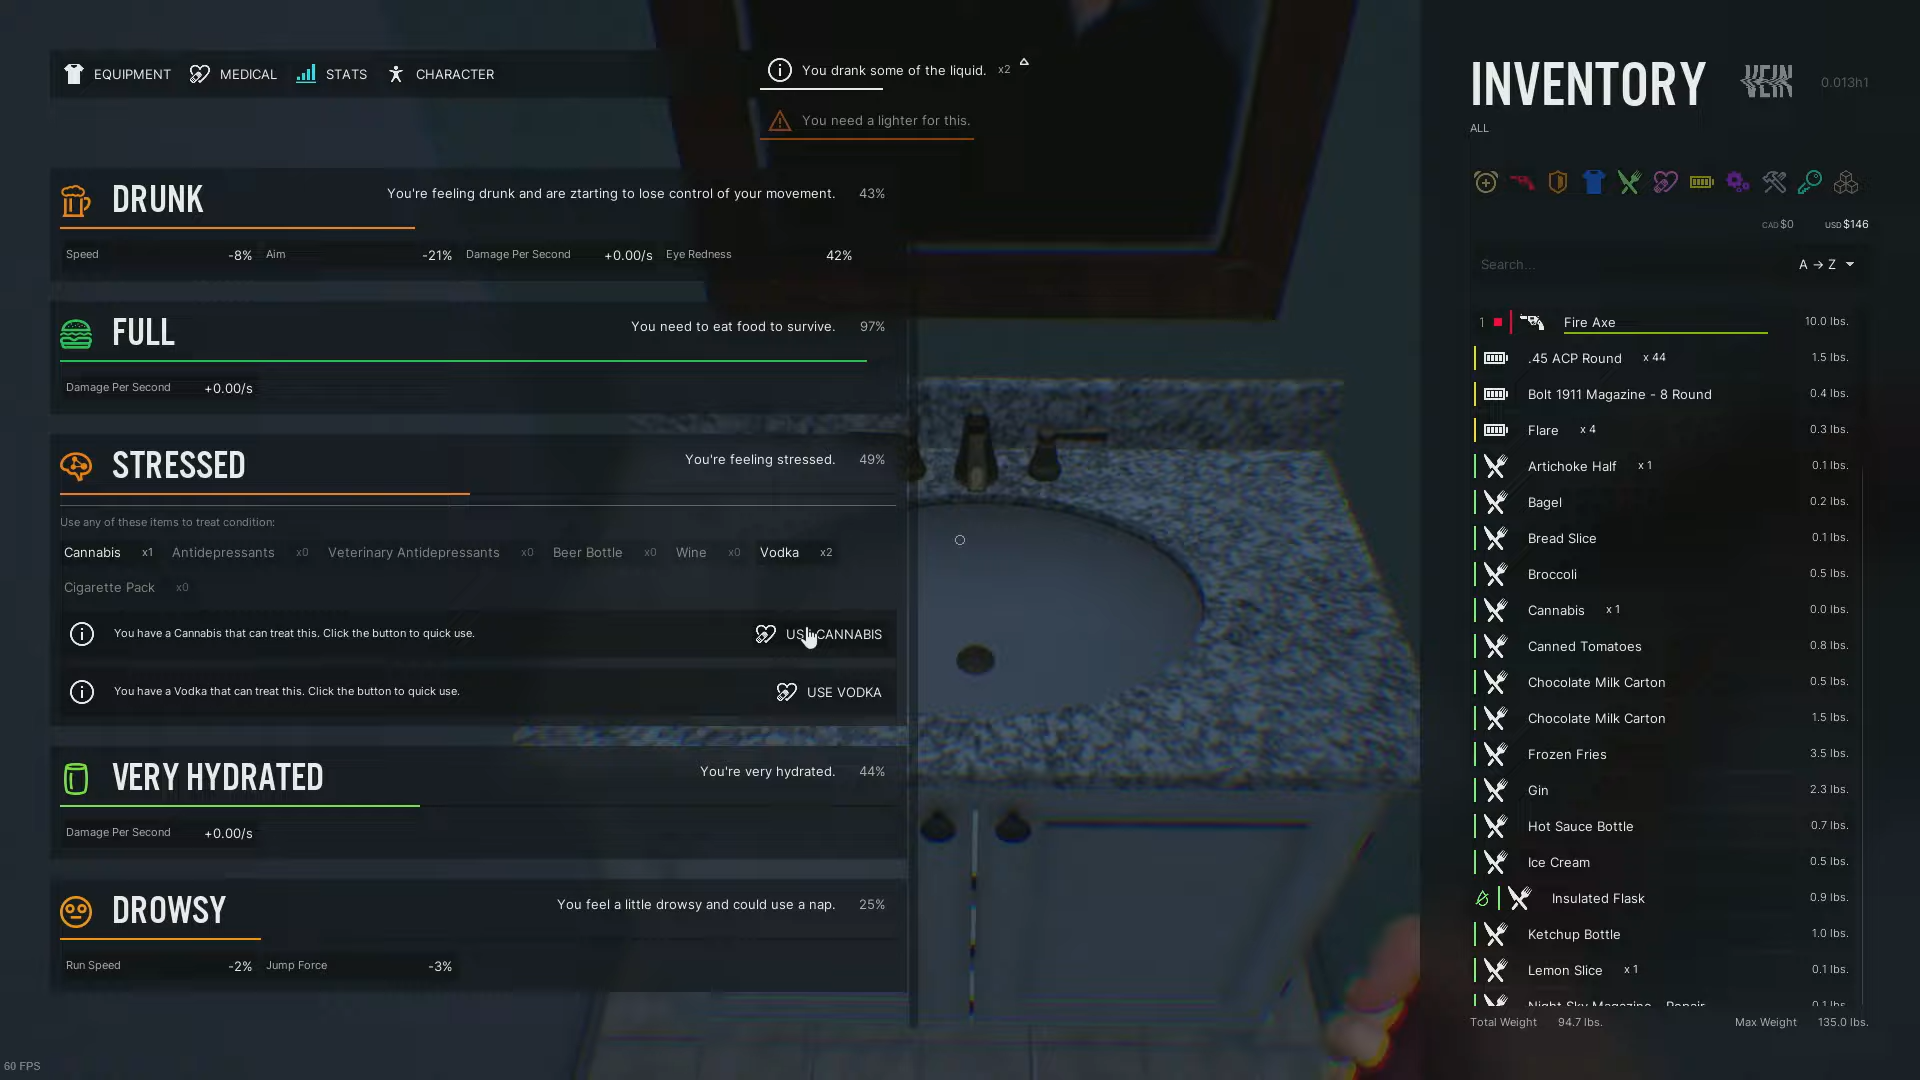 EQUIPMENT MEDICAL STATS CHARACTER
You drank some of the liquid. x2
You need a lighter for this.
DRUNK You're feeling drunk and are ztarting to lose control of your movement. 43%
Speed -8% Aim -21% Damage Per Second +0.00/s Eye Redness 42%
FULL You need to eat food to survive. 97%
Damage Per Second +0.00/s
STRESSED You're feeling stressed. 49%
Use any of these items to treat condition:
Cannabis x1 Antidepressants x0 Veterinary Antidepressants x0 Beer Bottle x0 Wine x0 Vodka x2
Cigarette Pack x0
You have a Cannabis that can treat this. Click the button to quick use. USE CANNABIS
You have a Vodka that can treat this. Click the button to quick use. USE VODKA
VERY HYDRATED You're very hydrated. 44%
Damage Per Second +0.00/s
DROWSY You feel a little drowsy and could use a nap. 25%
Run Speed -2% Jump Force -3%
60 FPS
INVENTORY VEIN 0.013h1
ALL
CAD $0 USD $146
Search... A → Z
1 Fire Axe 10.0 lbs.
.45 ACP Round x 44 1.5 lbs.
Bolt 1911 Magazine - 8 Round 0.4 lbs.
Flare x 4 0.3 lbs.
Artichoke Half x 1 0.1 lbs.
Bagel 0.2 lbs.
Bread Slice 0.1 lbs.
Broccoli 0.5 lbs.
Cannabis x 1 0.0 lbs.
Canned Tomatoes 0.8 lbs.
Chocolate Milk Carton 0.5 lbs.
Chocolate Milk Carton 1.5 lbs.
Frozen Fries 3.5 lbs.
Gin 2.3 lbs.
Hot Sauce Bottle 0.7 lbs.
Ice Cream 0.5 lbs.
Insulated Flask 0.9 lbs.
Ketchup Bottle 1.0 lbs.
Lemon Slice x 1 0.1 lbs.
Night Sky Magazine - Repair 0.1 lbs.
Total Weight 94.7 lbs. Max Weight 135.0 lbs.